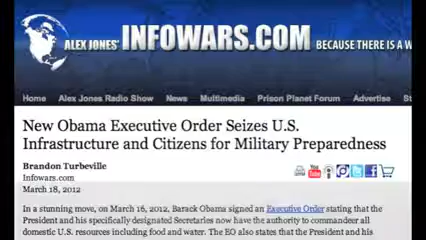 ALEX JONES' INFOWARS.COM BECAUSE THERE IS A W
Home Alex Jones Radio Show News Multimedia Prison Planet Forum Advertise St
New Obama Executive Order Seizes U.S.
Infrastructure and Citizens for Military Preparedness
Brandon Turbeville
Infowars.com
March 18, 2012
In a stunning move, on March 16, 2012, Barack Obama signed an Executive Order stating that the
President and his specifically designated Secretaries now have the authority to commandeer all
domestic U.S. resources including food and water. The EO also states that the President and his